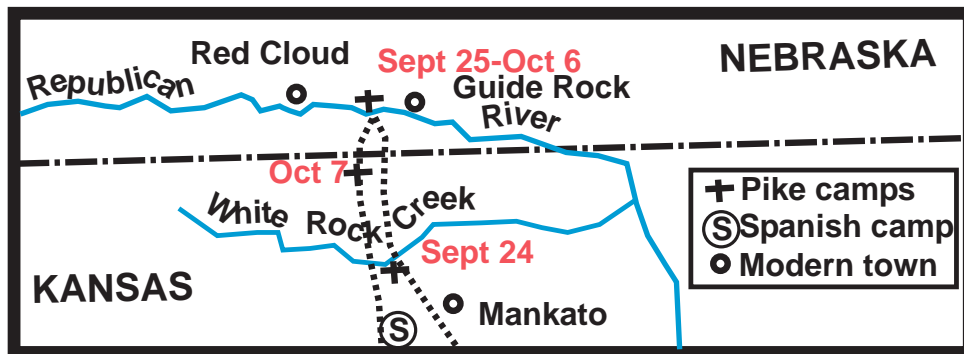 Red Cloud
NEBRASKA
Sept 25-Oct 6
Republican
Guide Rock
River
Oct 7
White Rock Creek
Pike camps
S Spanish camp
Modern town
Sept 24
KANSAS
Mankato
S